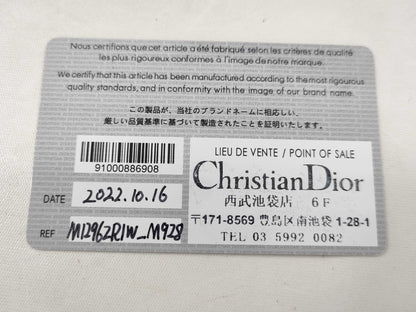 Nous certifions que cet article a été fabriqué selon les critères de qualité
les plus rigoureux conformes à l'image de notre marque.
We certify that this article has been manufactured according to the most rigourous
quality standards, and in conformity with the image of our brand name.
この製品が、当社のブランドネームに相応しい、
厳しい品質基準に基づいて製造されたことを証明いたします。
91000886908
DATE 2022.10.16
REF M1296ZRIW_M928
LIEU DE VENTE / POINT OF SALE
Christian Dior
西武池袋店 6F
〒171-8569 豊島区南池袋 1-28-1
TEL 03 5992 0082